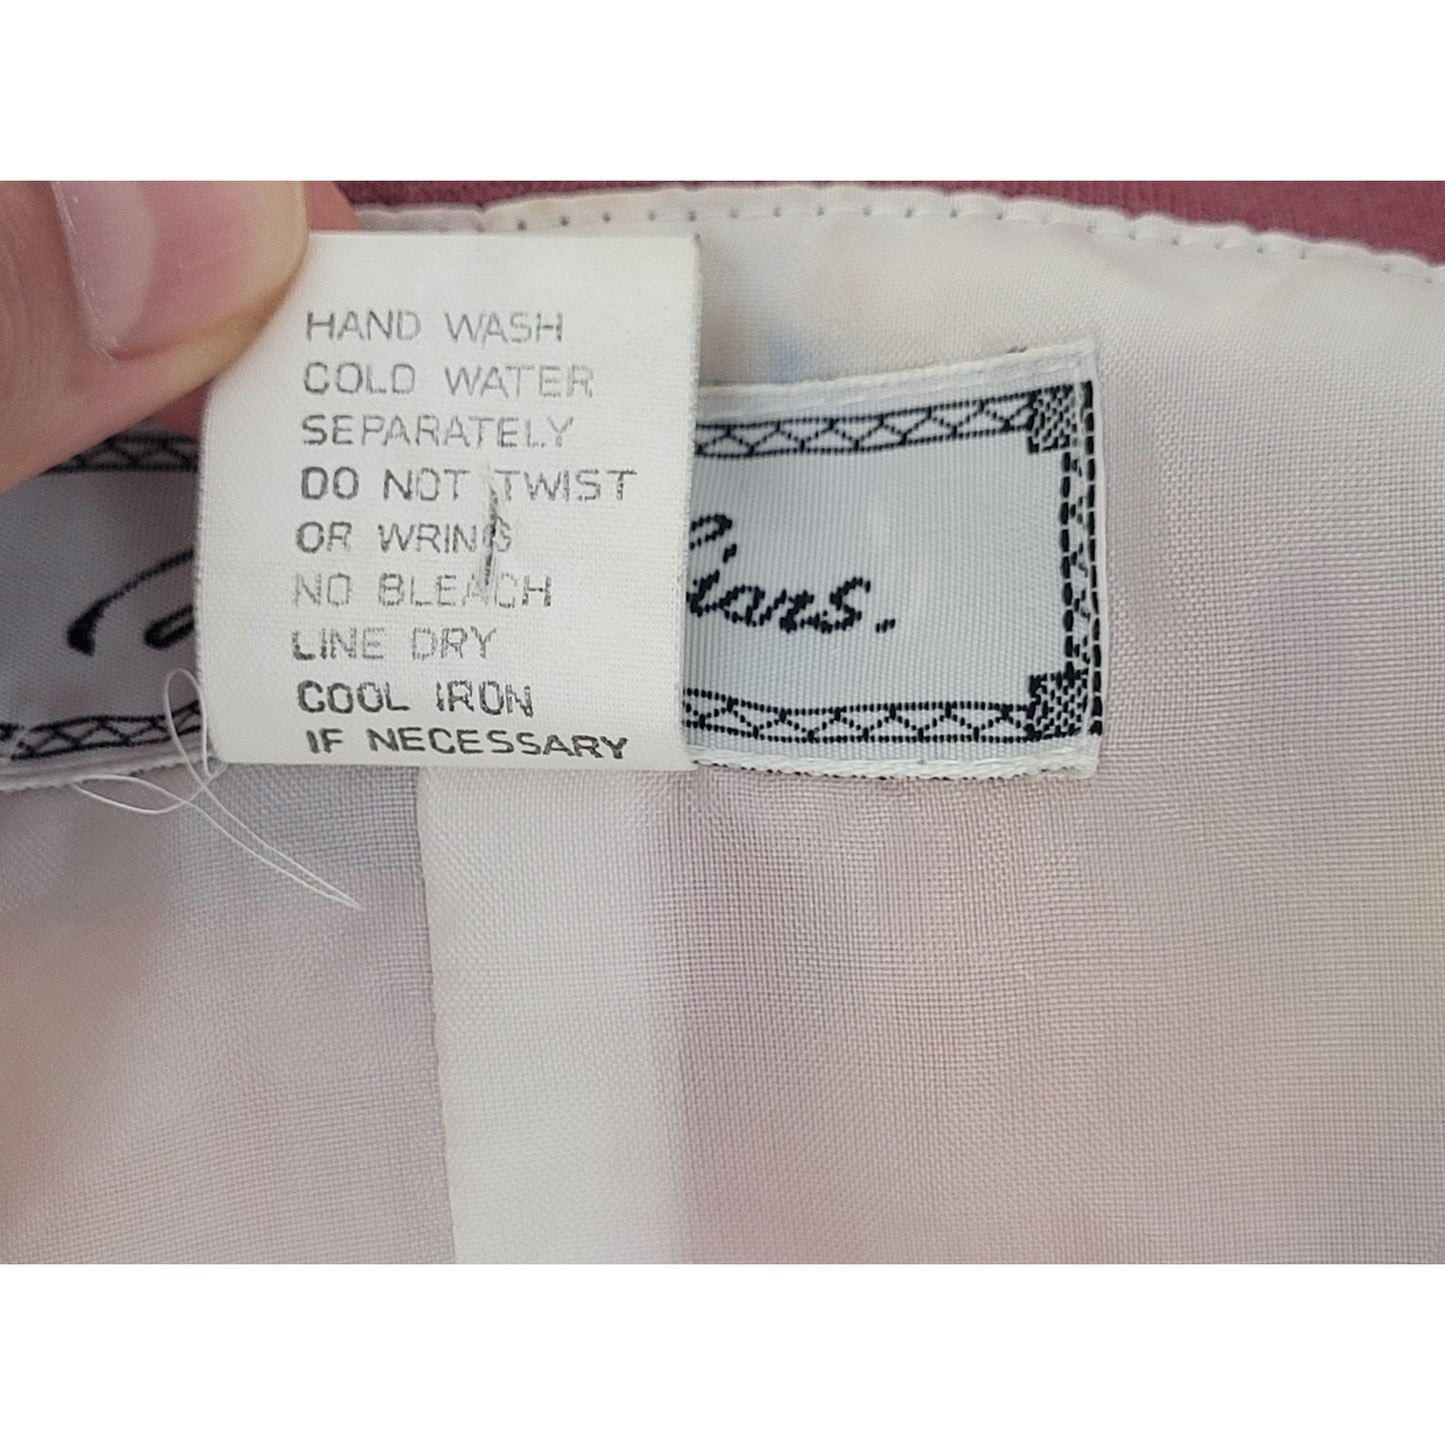 HAND WASH
COLD WATER
SEPARATELY
DO NOT TWIST
OR WRING
NO BLEACH
LINE DRY
COOL IRON
IF NECESSARY